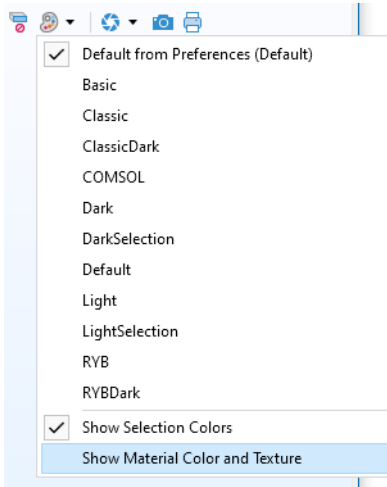 Default from Preferences (Default)
Basic
Classic
ClassicDark
COMSOL
Dark
DarkSelection
Default
Light
LightSelection
RYB
RYBDark
Show Selection Colors
Show Material Color and Texture